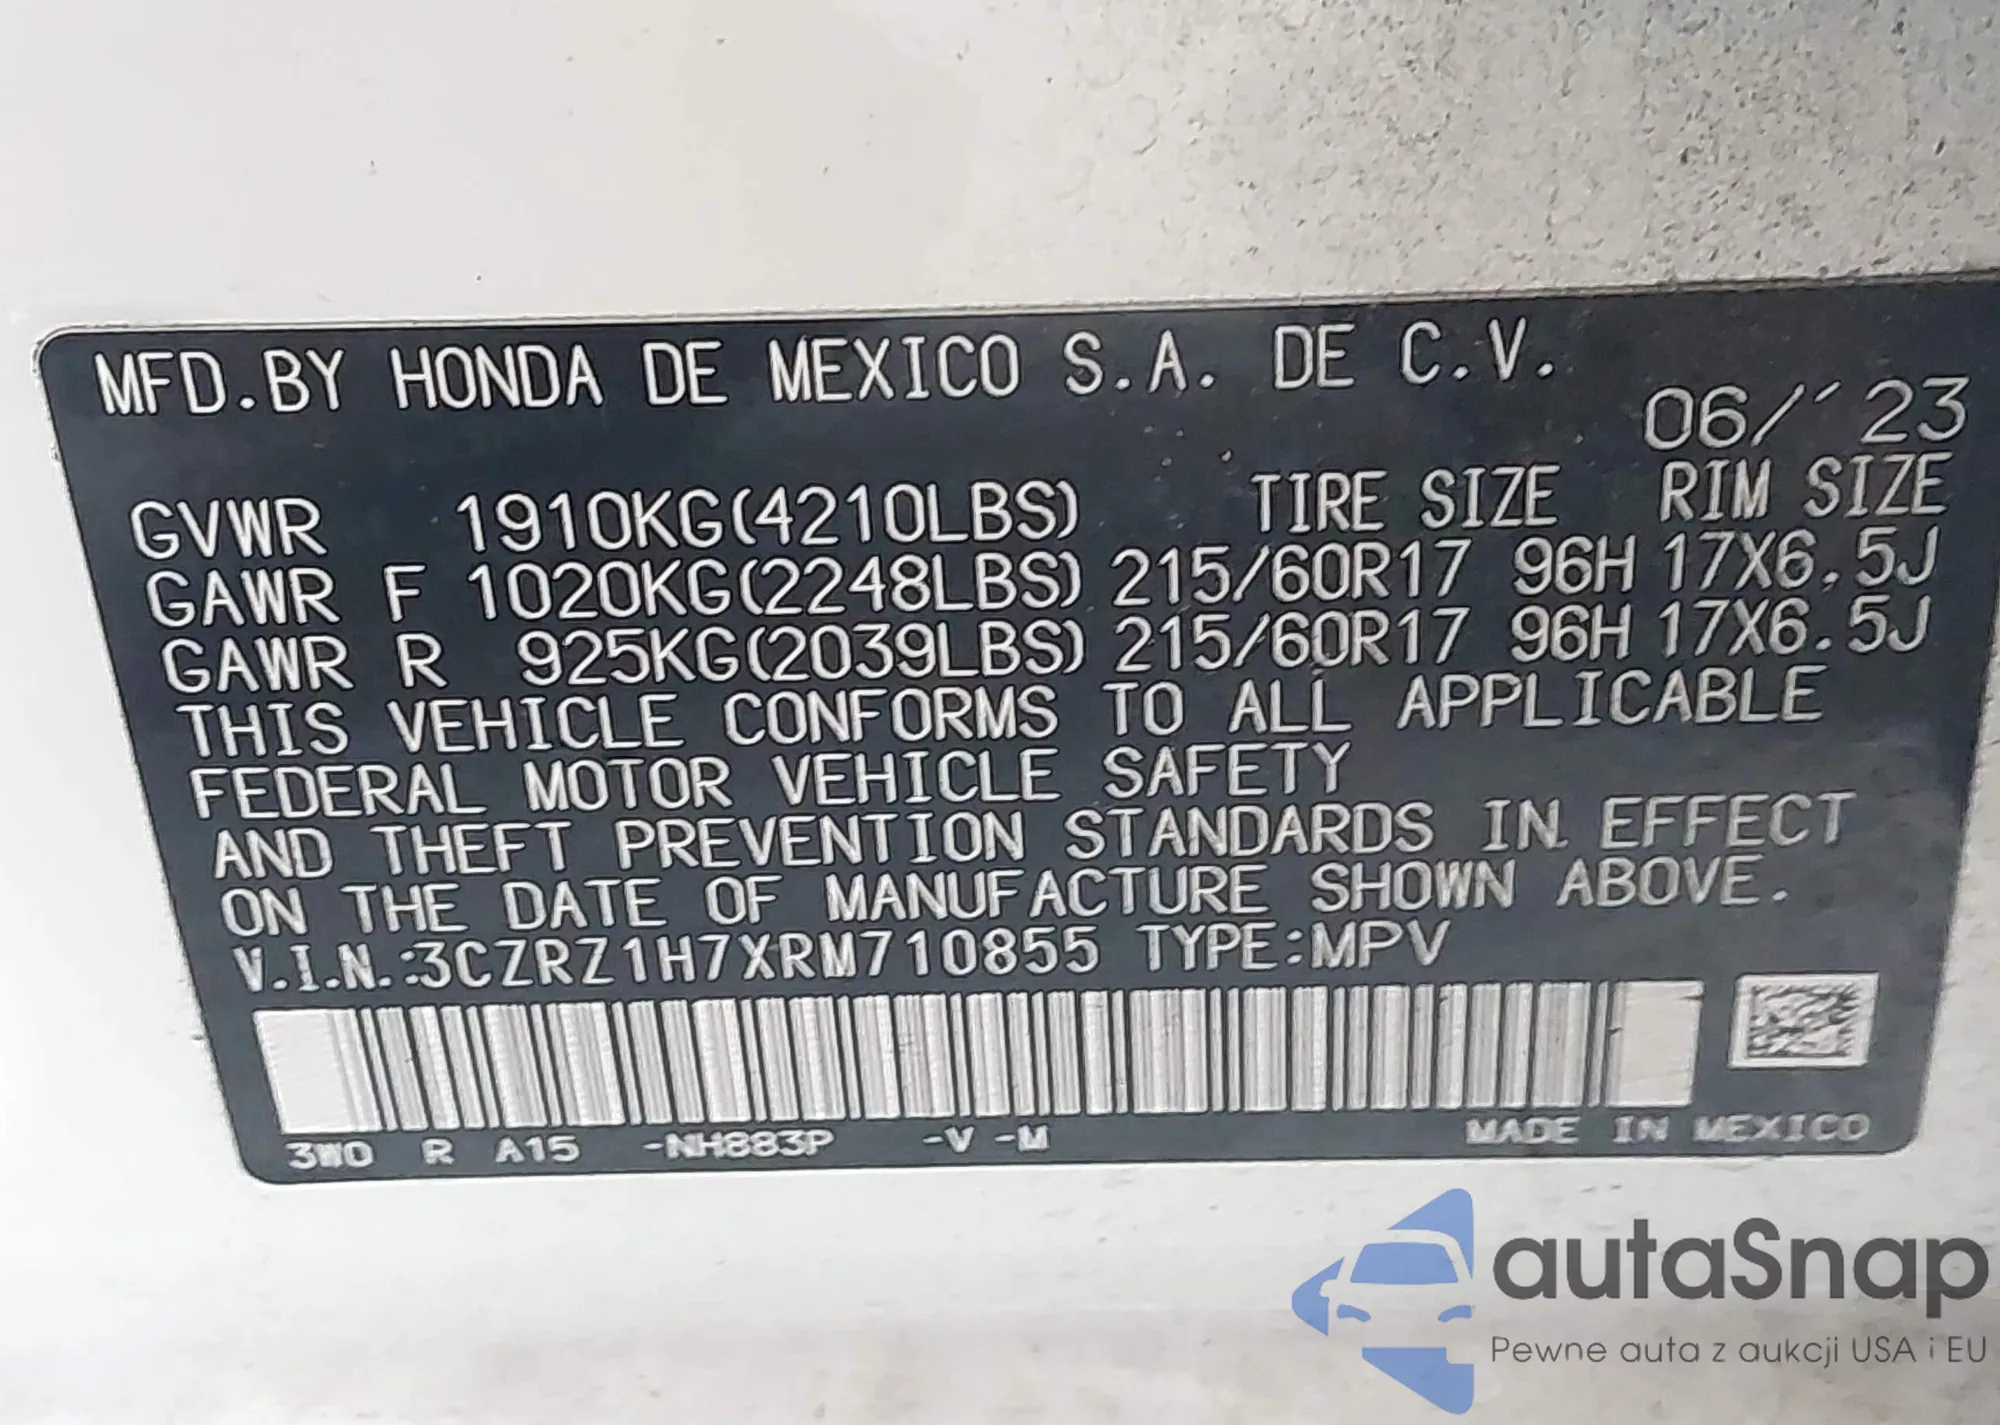 MFD.BY HONDA DE MEXICO S.A. DE C.V.
06/'23
GVWR 1910KG(4210LBS) TIRE SIZE RIM SIZE
GAWR F 1020KG(2248LBS) 215/60R17 96H 17X6.5J
GAWR R 925KG(2039LBS) 215/60R17 96H 17X6.5J
THIS VEHICLE CONFORMS TO ALL APPLICABLE
FEDERAL MOTOR VEHICLE SAFETY
AND THEFT PREVENTION STANDARDS IN EFFECT
ON THE DATE OF MANUFACTURE SHOWN ABOVE.
V.I.N.:3CZRZ1H7XRM710855 TYPE:MPV
3W0 R A15 -NH883P -V -M MADE IN MEXICO
autaSnap
Pewne auta z aukcji USA i EU